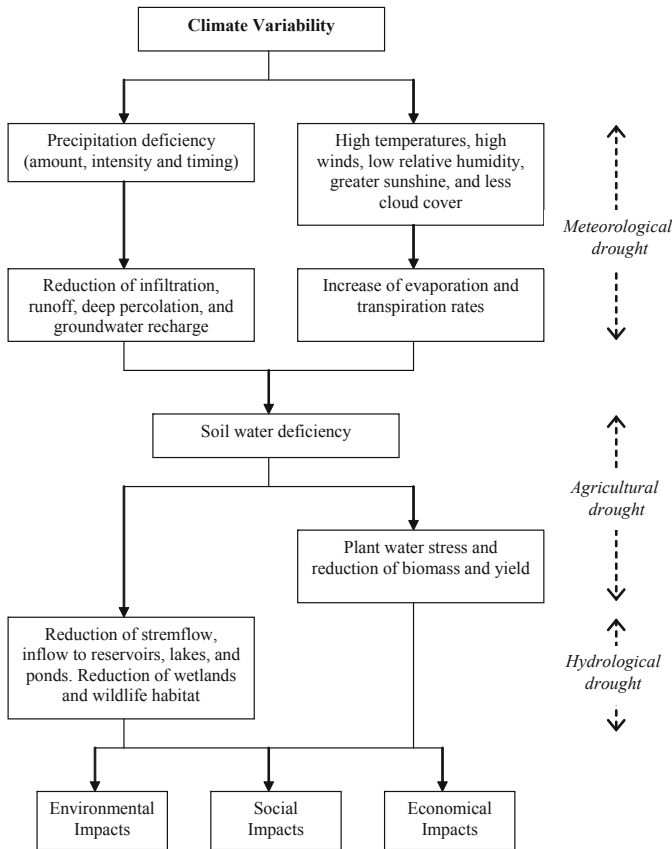 Climate Variability
Precipitation deficiency
(amount, intensity and timing)
High temperatures, high
winds, low relative humidity,
greater sunshine, and less
cloud cover
Meteorological
drought
Reduction of infiltration,
runoff, deep percolation, and
groundwater recharge
Increase of evaporation and
transpiration rates
Soil water deficiency
Agricultural
drought
Plant water stress and
reduction of biomass and yield
Reduction of stremflow,
inflow to reservoirs, lakes, and
ponds. Reduction of wetlands
and wildlife habitat
Hydrological
drought
Environmental
Impacts
Social
Impacts
Economical
Impacts